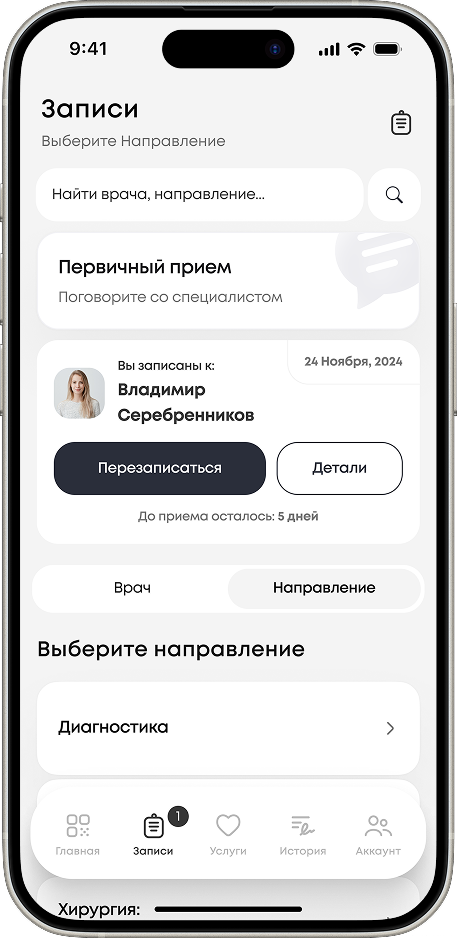 9:41
Записи
Выберите Направление
Найти врача, направление...
Первичный прием
Поговорите со специалистом
24 Ноября, 2024
Вы записаны к:
Владимир
Серебренников
Перезаписаться
Детали
До приема осталось: 5 дней
Врач
Направление
Выберите направление
Диагностика
1
Главная
Записи
Услуги
История
Аккаунт
Хирургия: